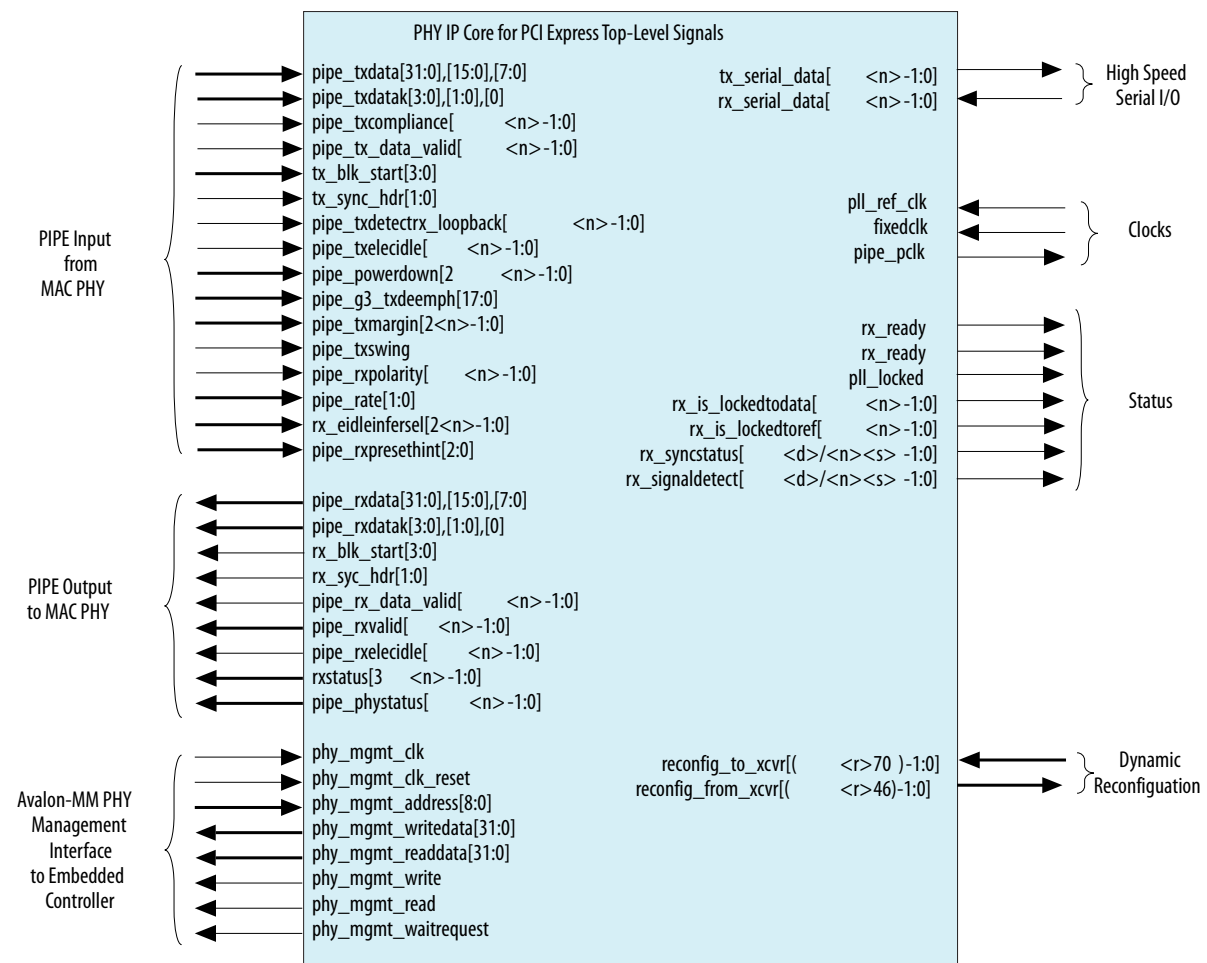 PHY IP Core for PCI Express Top-Level Signals
PIPE Input
from
MAC PHY
pipe_txdata[31:0],[15:0],[7:0]
pipe_txdatak[3:0],[1:0],[0]
pipe_txcompliance[ <n>-1:0]
pipe_tx_data_valid[ <n>-1:0]
tx_blk_start[3:0]
tx_sync_hdr[1:0]
pipe_txdetectrx_loopback[ <n>-1:0]
pipe_txelecidle[ <n>-1:0]
pipe_powerdown[2 <n>-1:0]
pipe_g3_txdeemph[17:0]
pipe_txmargin[2<n>-1:0]
pipe_txswing
pipe_rxpolarity[ <n>-1:0]
pipe_rate[1:0]
rx_eidleinfersel[2<n>-1:0]
pipe_rxpresethint[2:0]
PIPE Output
to MAC PHY
pipe_rxdata[31:0],[15:0],[7:0]
pipe_rxdatak[3:0],[1:0],[0]
rx_blk_start[3:0]
rx_syc_hdr[1:0]
pipe_rx_data_valid[ <n>-1:0]
pipe_rxvalid[ <n>-1:0]
pipe_rxelecidle[ <n>-1:0]
rxstatus[3 <n>-1:0]
pipe_phystatus[ <n>-1:0]
Avalon-MM PHY
Management
Interface
to Embedded
Controller
phy_mgmt_clk
phy_mgmt_clk_reset
phy_mgmt_address[8:0]
phy_mgmt_writedata[31:0]
phy_mgmt_readdata[31:0]
phy_mgmt_write
phy_mgmt_read
phy_mgmt_waitrequest
tx_serial_data[ <n>-1:0]
rx_serial_data[ <n>-1:0]
High Speed
Serial I/O
pll_ref_clk
fixedclk
pipe_pclk
Clocks
rx_ready
rx_ready
pll_locked
rx_is_lockedtodata[ <n>-1:0]
rx_is_lockedtoref[ <n>-1:0]
rx_syncstatus[ <d>/<n><s> -1:0]
rx_signaldetect[ <d>/<n><s> -1:0]
Status
reconfig_to_xcvr[( <r>70 )-1:0]
reconfig_from_xcvr[( <r>46)-1:0]
Dynamic
Reconfiguation